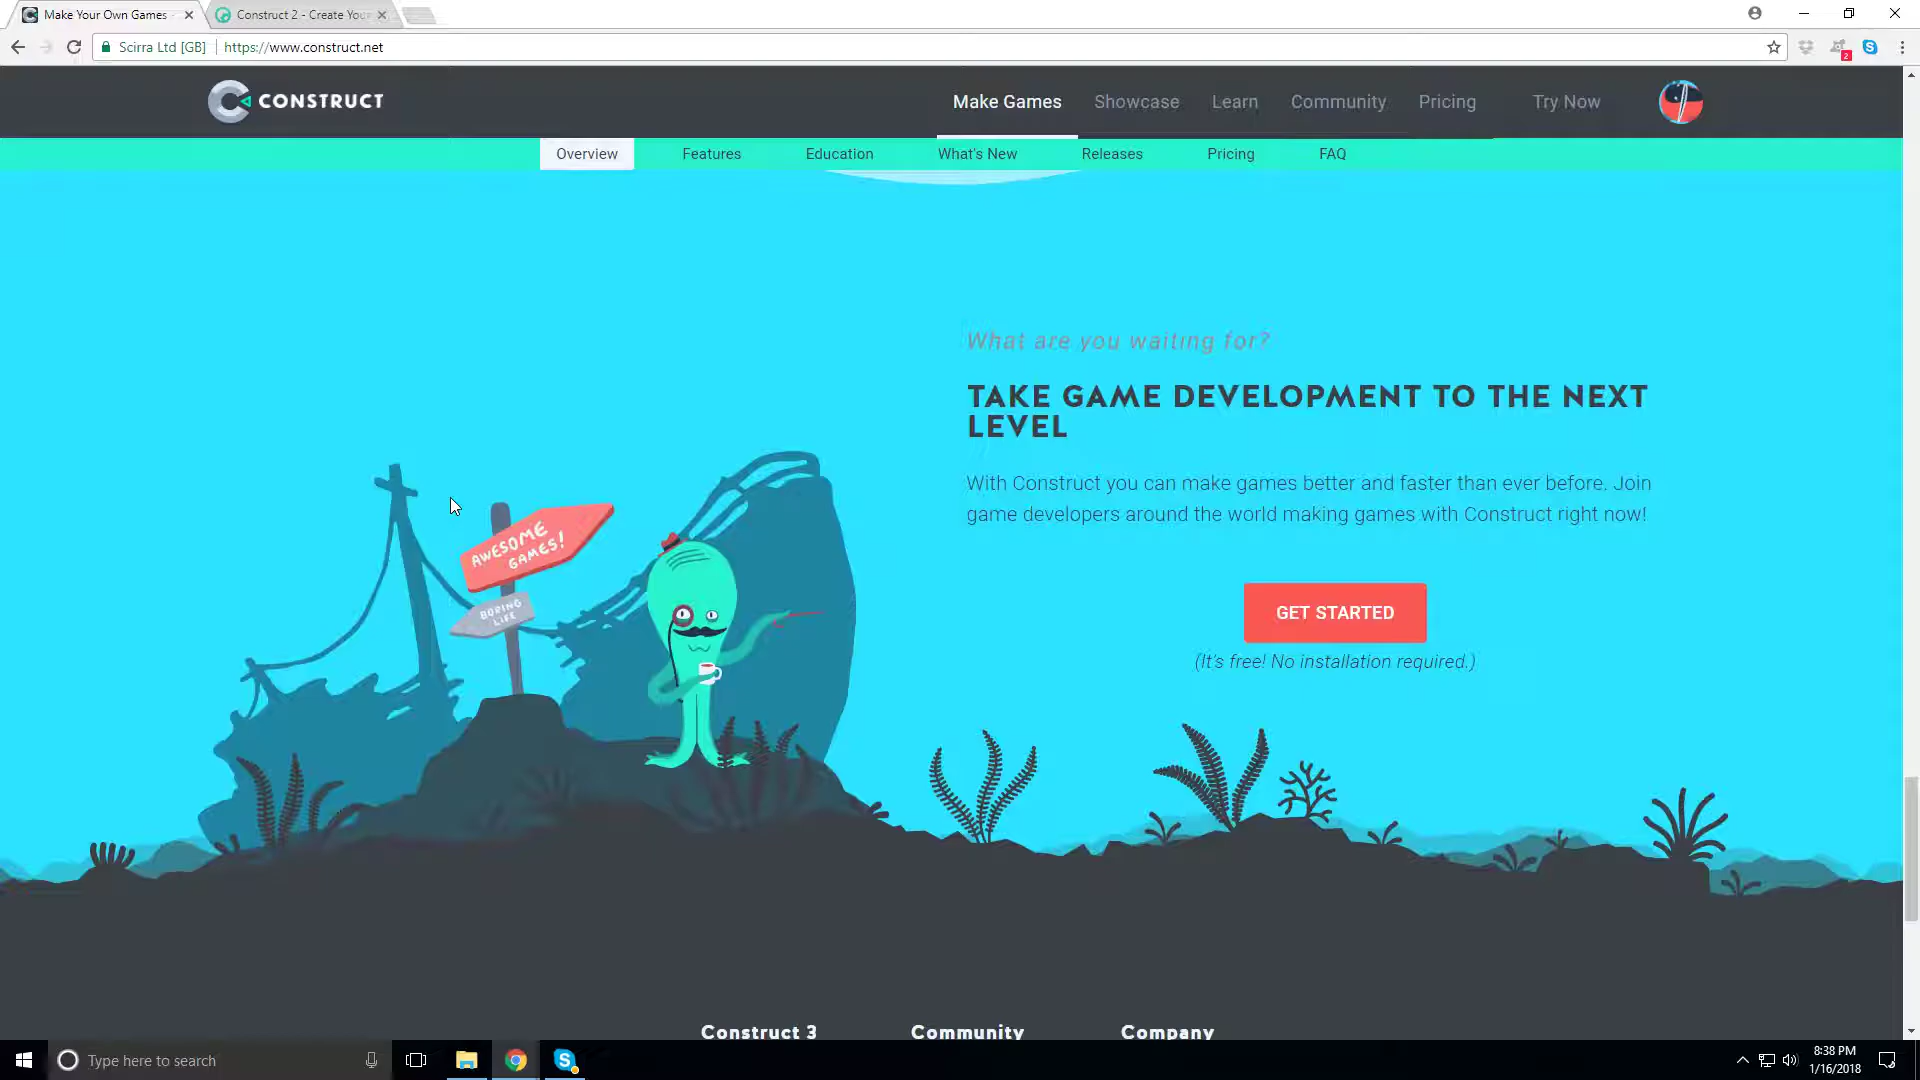 Make Your Own Games -
Construct 2 - Create Your
Scirra Ltd [GB]
https://www.construct.net
2
CONSTRUCT
Make Games
Showcase
Learn
Community
Pricing
Try Now
Overview
Features
Education
What's New
Releases
Pricing
FAQ
What are you waiting for?
TAKE GAME DEVELOPMENT TO THE NEXT
LEVEL
With Construct you can make games better and faster than ever before. Join
game developers around the world making games with Construct right now!
AWESOME
GAMES!
BORING
LIFE
GET STARTED
(It's free! No installation required.)
Construct 3
Community
Company
Type here to search
8:38 PM
1/16/2018